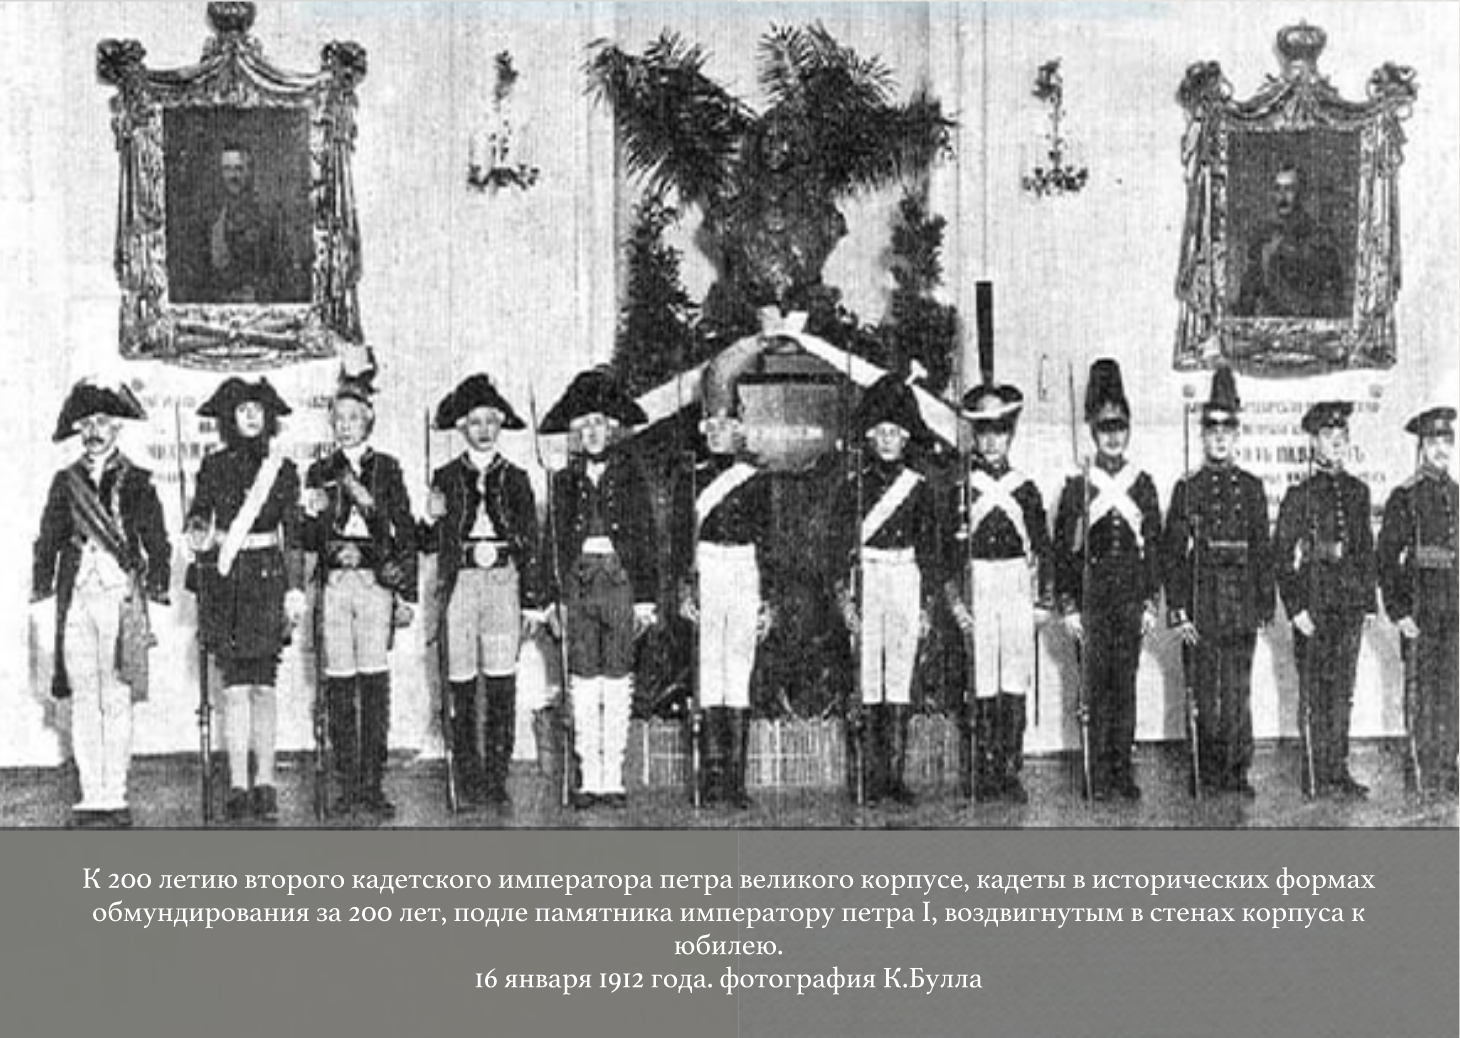 К 200 летию второго кадетского императора петра великого корпусе, кадеты в исторических формах
обмундирования за 200 лет, подле памятника императору петра I, воздвигнутым в стенах корпуса к
юбилею.
16 января 1912 года. фотография К.Булла